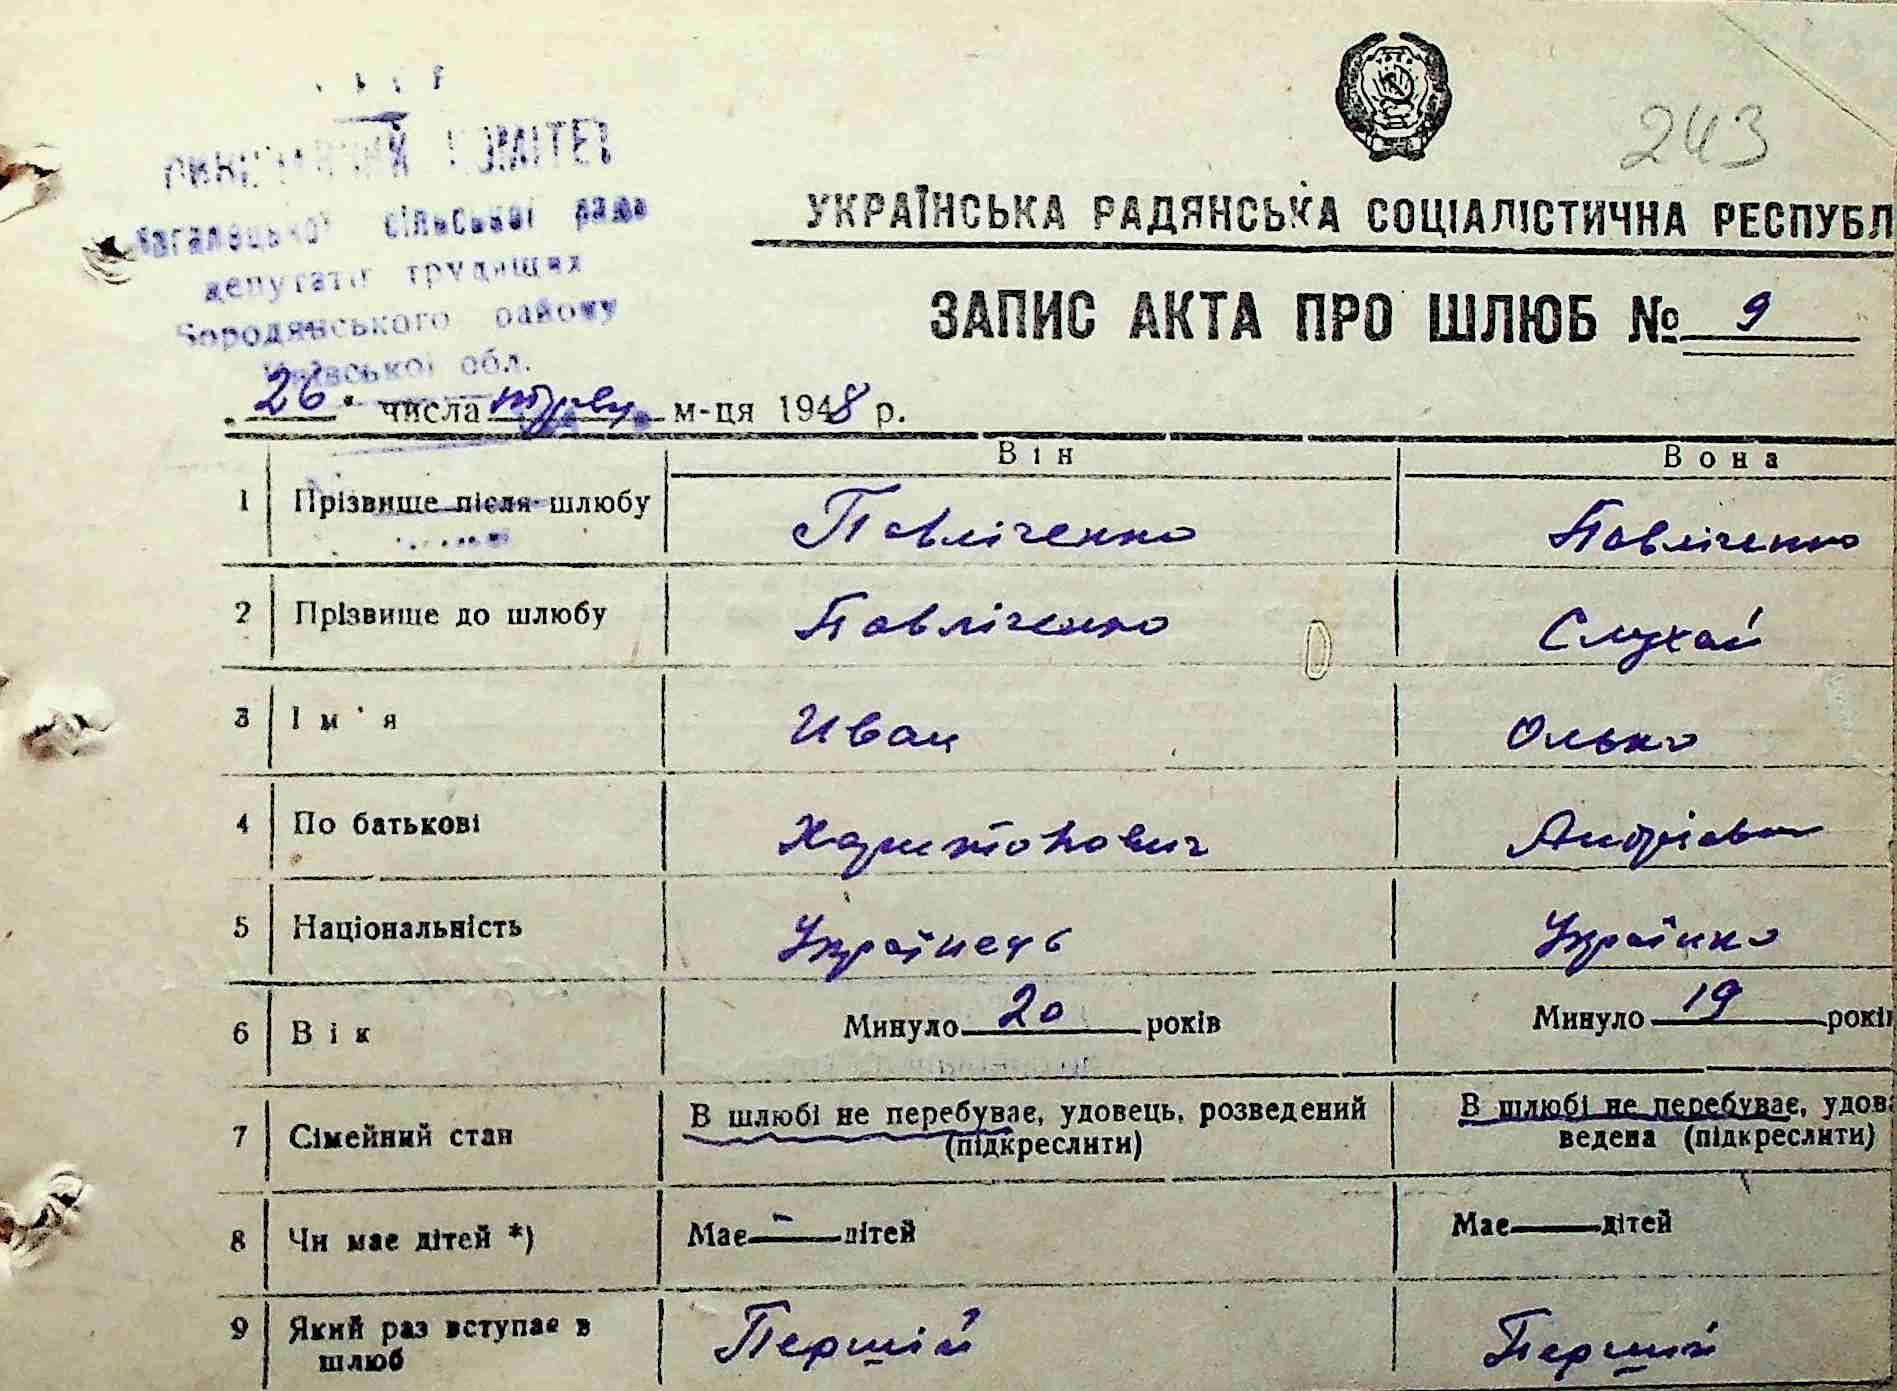 243
УКРАЇНСЬКА РАДЯНСЬКА СОЦІАЛІСТИЧНА РЕСПУБЛ
КОМІТЕТ
сільської ради
депутатів трудящих
Бородянського району
Київської обл.
ЗАПИС АКТА ПРО ШЛЮБ № 9
„26" числа м-ця 1948 р.
Він Вона
1 Прізвище після шлюбу Павліченко Павліченко
2 Прізвище до шлюбу Павліченко Слухай
3 Ім'я Иван Ольга
4 По батькові Харитонович Андріївна
5 Національність Українець Українка
6 Вік Минуло 20 років Минуло 19 років
7 Сімейний стан В шлюбі не перебуває, удовець, розведений В шлюбі не перебуває, удов
(підкреслити) ведена (підкреслити)
8 Чи має дітей *) Має — дітей Має — дітей
9 Який раз вступає в Першій Перший
шлюб